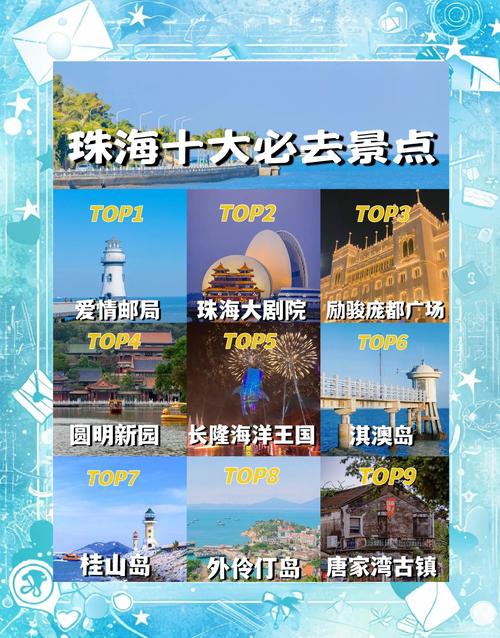 珠海十大必去景点
TOP1
TOP2
TOP3
爱情邮局
珠海大剧院
励骏庞都广场
TOP4
TOP5
TOP6
圆明新园
长隆海洋王国
淇澳岛
TOP7
TOP8
TOP9
桂山岛
外伶仃岛
唐家湾古镇